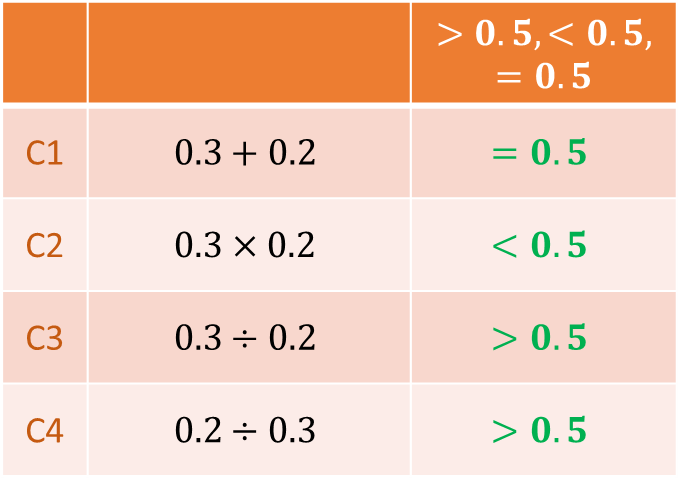 > 0.5, < 0.5,
= 0.5
C1 0.3 + 0.2 = 0.5
C2 0.3 × 0.2 < 0.5
C3 0.3 ÷ 0.2 > 0.5
C4 0.2 ÷ 0.3 > 0.5